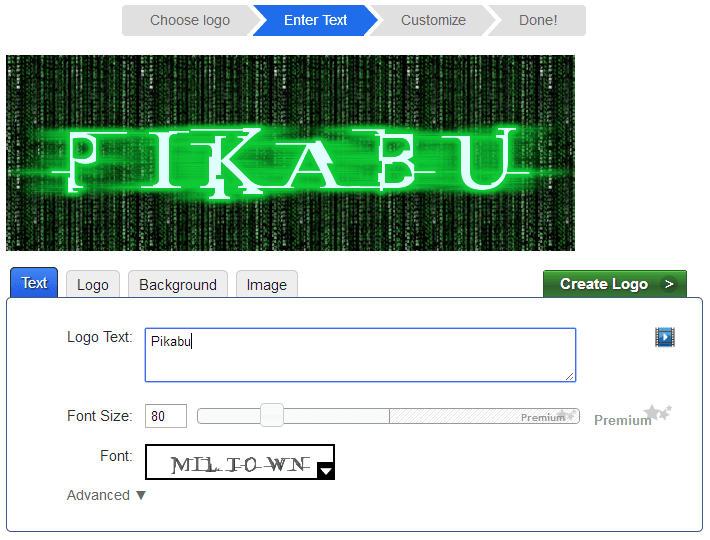 Choose logo Enter Text Customize Done!
PIKABU
Text Logo Background Image Create Logo >
Logo Text: Pikabu
Font Size: 80 Premium Premium
Font: MILTOWN
Advanced ▼